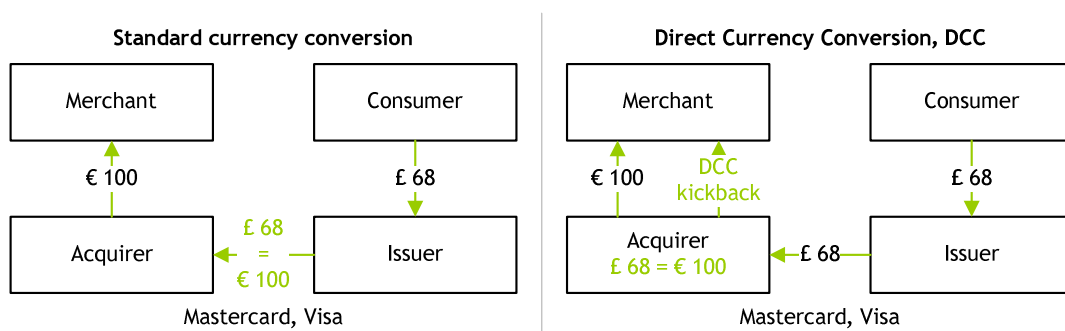 Standard currency conversion
Merchant
Consumer
€ 100
£ 68
Acquirer
£ 68
=
€ 100
Issuer
Mastercard, Visa
Direct Currency Conversion, DCC
Merchant
Consumer
€ 100
DCC
kickback
£ 68
Acquirer
£ 68 = € 100
£ 68
Issuer
Mastercard, Visa